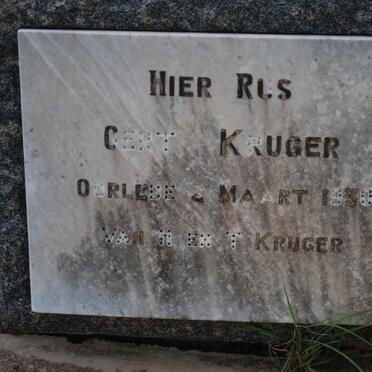 HIER RUS
GERT KRUGER
OORLEDE 2 MAART
VAN H EN T KRUGER